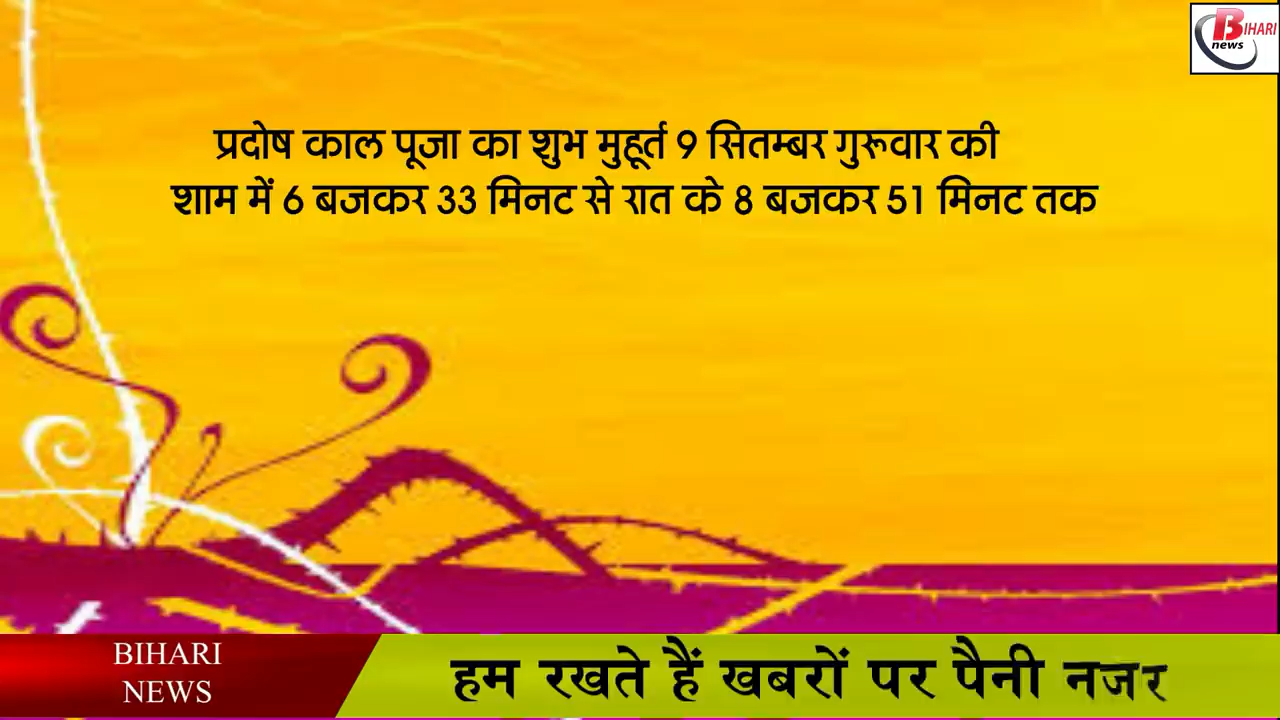 BIHARI
news
प्रदोष काल पूजा का शुभ मुहूर्त 9 सितम्बर गुरूवार की
शाम में 6 बजकर 33 मिनट से रात के 8 बजकर 51 मिनट तक
BIHARI
NEWS
हम रखते हैं खबरों पर पैनी नजर